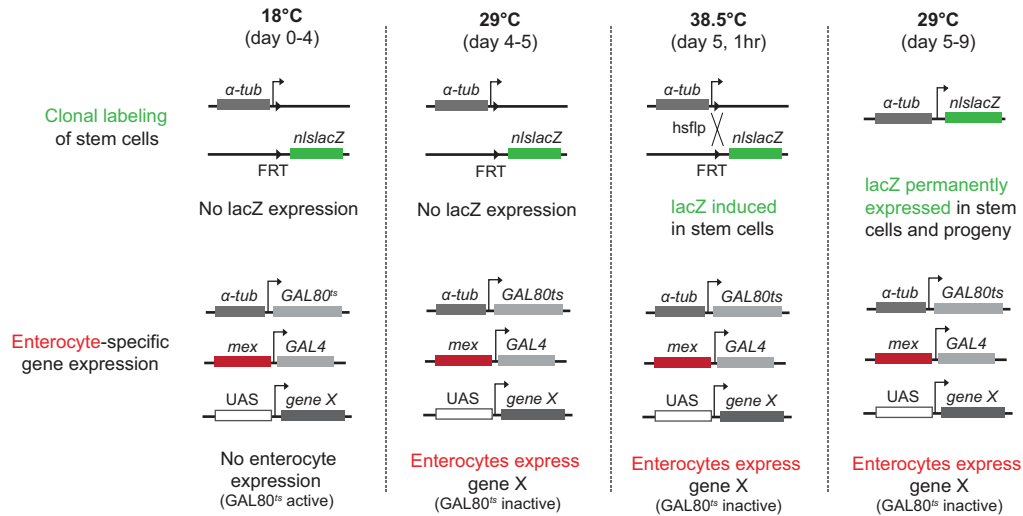 18°C
(day 0-4)
29°C
(day 4-5)
38.5°C
(day 5, 1hr)
29°C
(day 5-9)
Clonal labeling
of stem cells
α-tub
nlslacZ
FRT
No lacZ expression
α-tub
nlslacZ
FRT
No lacZ expression
α-tub
hsflp
nlslacZ
FRT
lacZ induced
in stem cells
α-tub
nlslacZ
lacZ permanently
expressed in stem
cells and progeny
Enterocyte-specific
gene expression
α-tub
GAL80ts
mex
GAL4
UAS
gene X
No enterocyte
expression
(GAL80ts active)
α-tub
GAL80ts
mex
GAL4
UAS
gene X
Enterocytes express
gene X
(GAL80ts inactive)
α-tub
GAL80ts
mex
GAL4
UAS
gene X
Enterocytes express
gene X
(GAL80ts inactive)
α-tub
GAL80ts
mex
GAL4
UAS
gene X
Enterocytes express
gene X
(GAL80ts inactive)